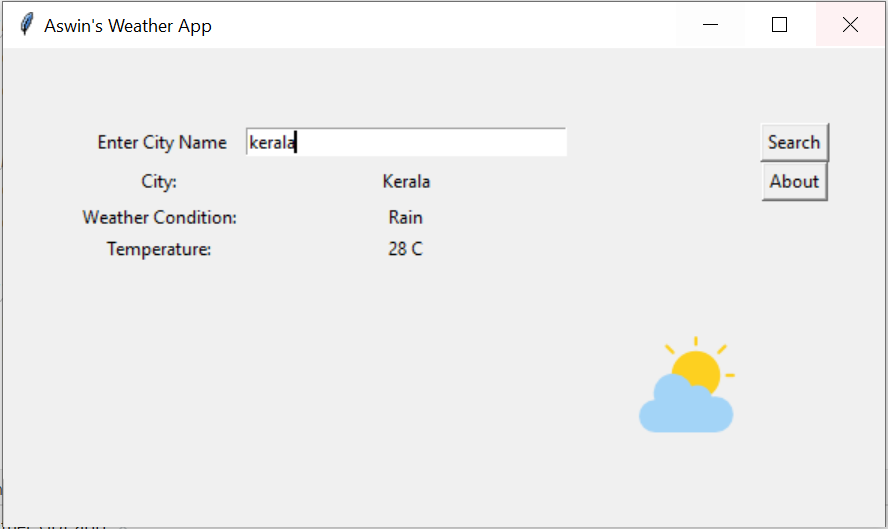 Aswin's Weather App
Enter City Name kerala Search
City: Kerala About
Weather Condition: Rain
Temperature: 28 C